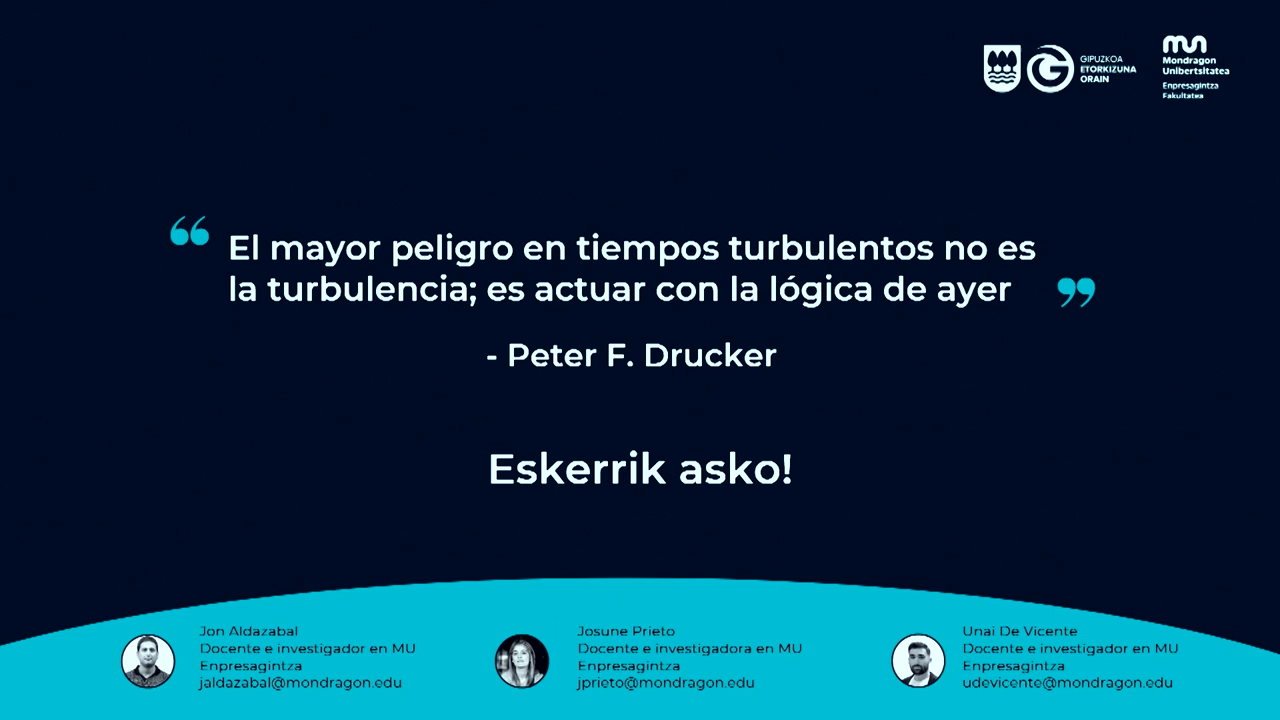 GIPUZKOA
ETORKIZUNA
ORAIN
Mondragon
Unibertsitatea
Enpresagintza
Fakultatea
“ El mayor peligro en tiempos turbulentos no es
la turbulencia; es actuar con la lógica de ayer ”
- Peter F. Drucker
Eskerrik asko!
Jon Aldazabal
Docente e investigador en MU
Enpresagintza
jaldazabal@mondragon.edu
Josune Prieto
Docente e investigadora en MU
Enpresagintza
jprieto@mondragon.edu
Unai De Vicente
Docente e investigador en MU
Enpresagintza
udevicente@mondragon.edu